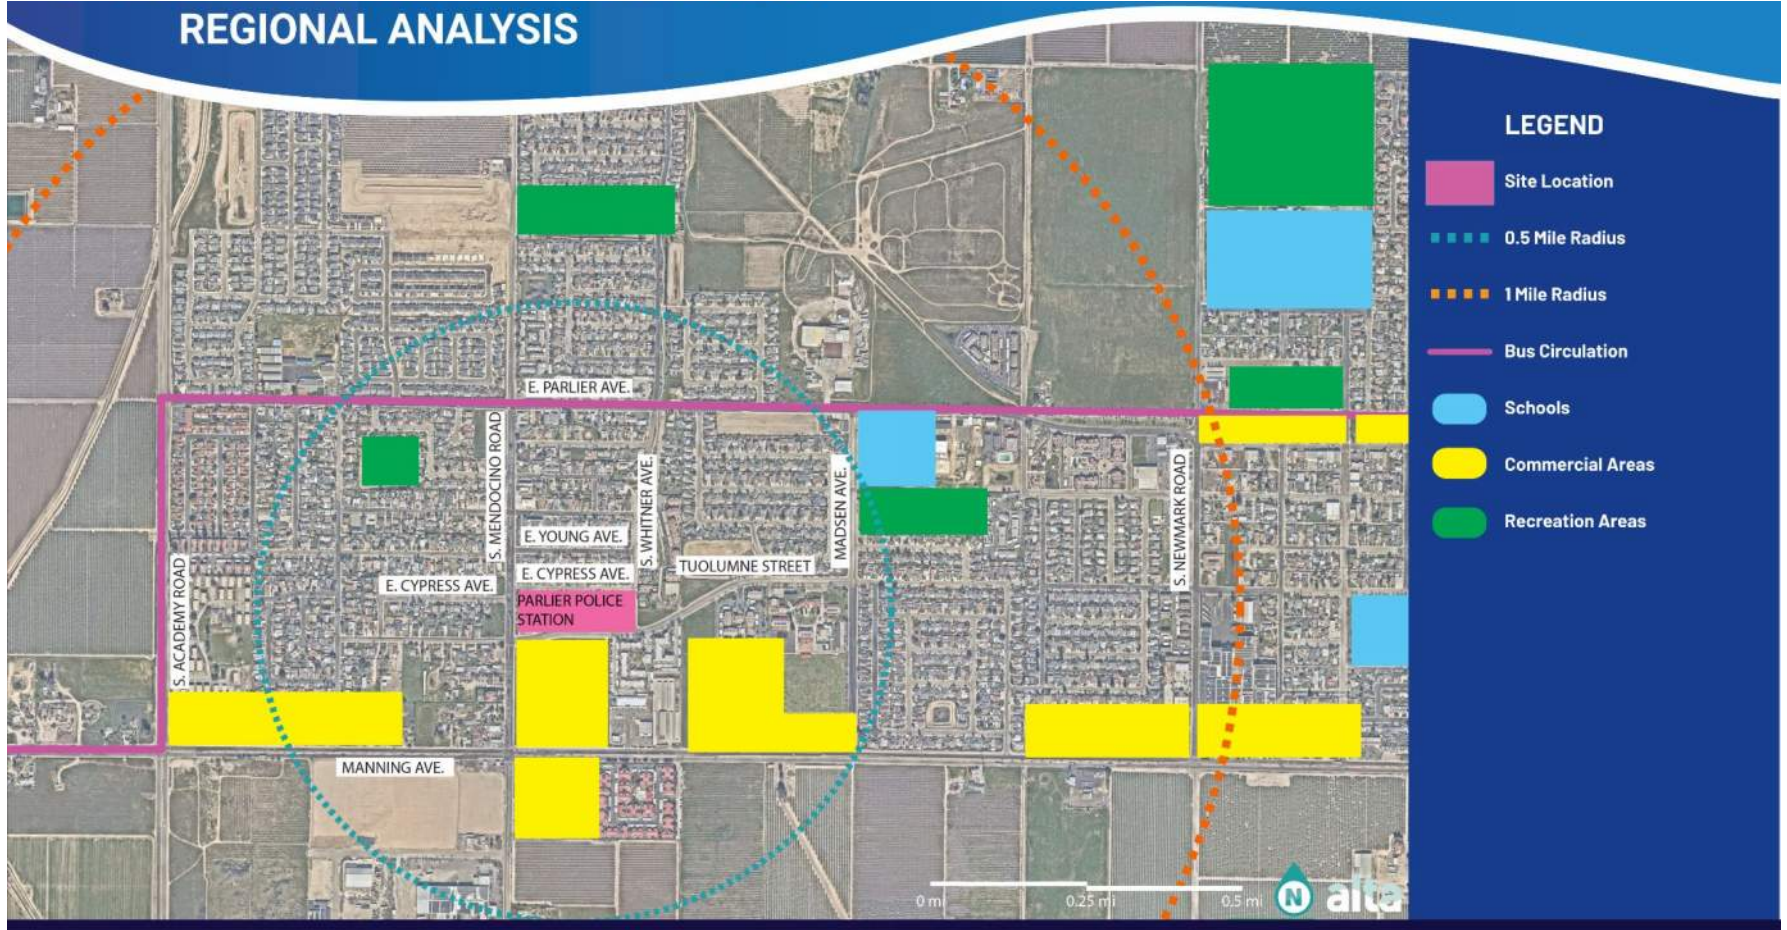 REGIONAL ANALYSIS
LEGEND
Site Location
0.5 Mile Radius
1 Mile Radius
Bus Circulation
Schools
Commercial Areas
Recreation Areas
E. PARLIER AVE.
S. MENDOCINO ROAD
S. WHITNER AVE.
MADSEN AVE.
S. NEWMARK ROAD
E. YOUNG AVE.
E. CYPRESS AVE.
TUOLUMNE STREET
E. CYPRESS AVE.
S. ACADEMY ROAD
PARLIER POLICE
STATION
MANNING AVE.
0 mi
0.25 mi
0.5 mi
N
alta